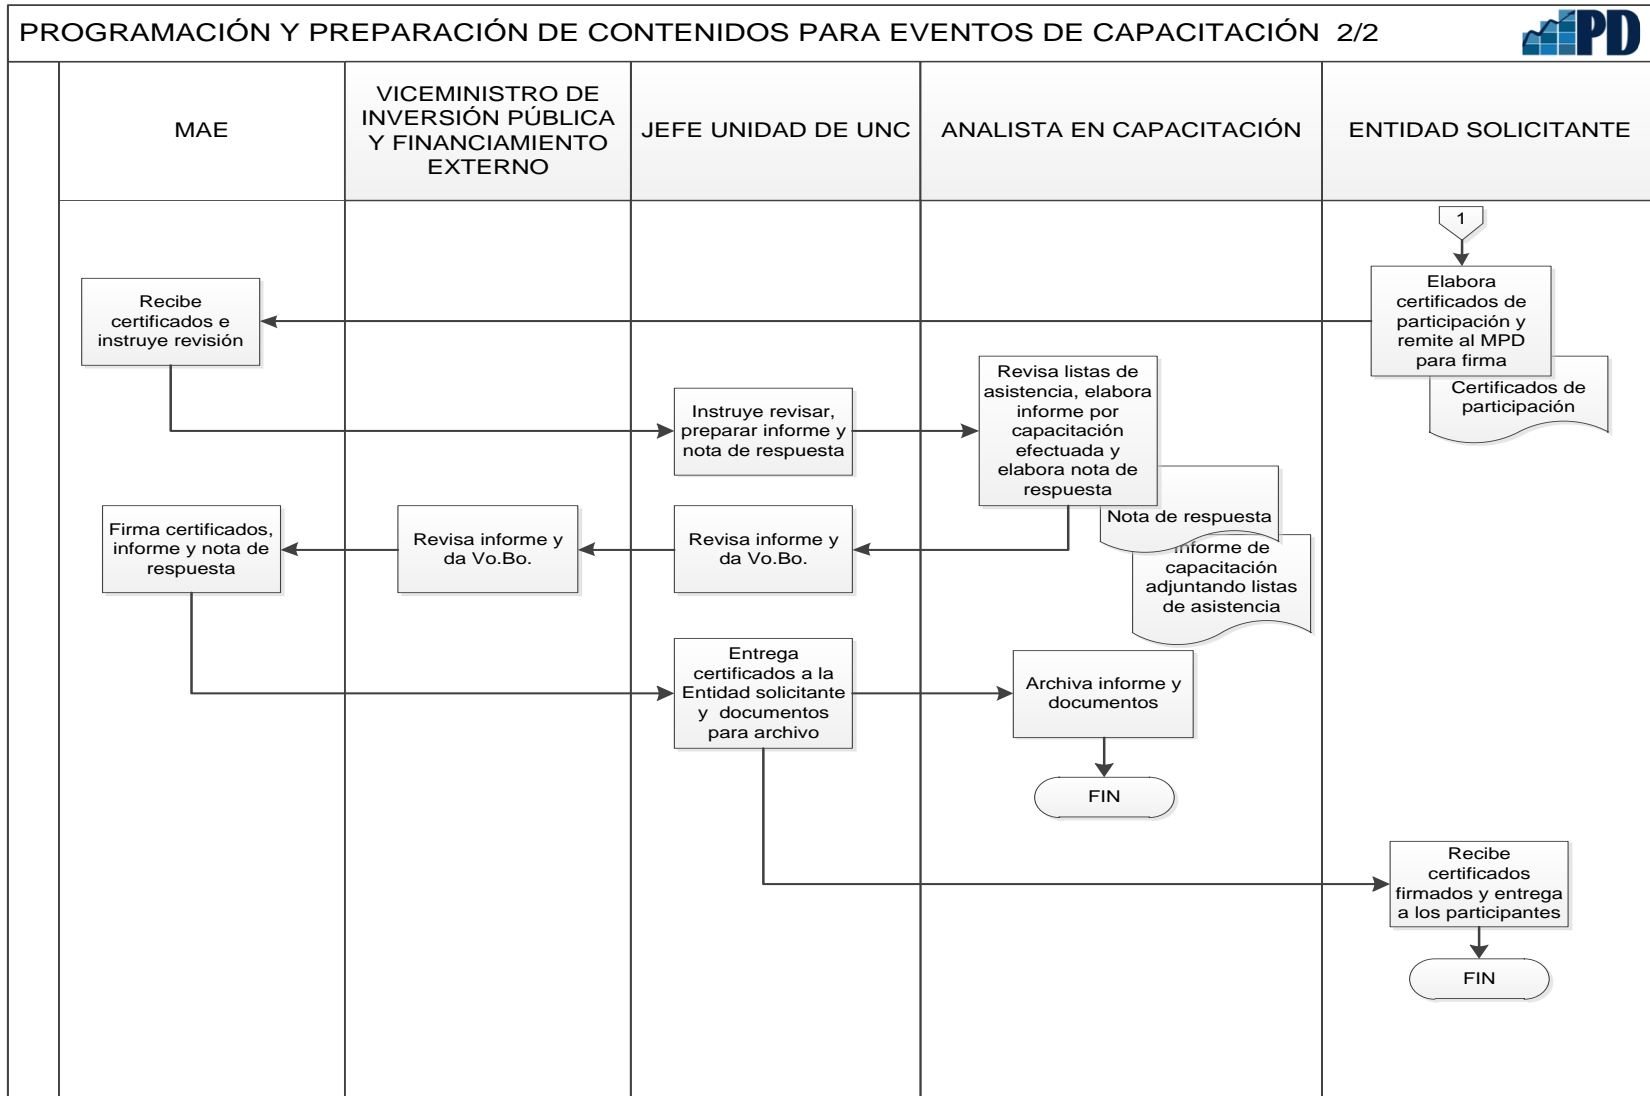 PROGRAMACIÓN Y PREPARACIÓN DE CONTENIDOS PARA EVENTOS DE CAPACITACIÓN 2/2
PD
MAE
VICEMINISTRO DE
INVERSIÓN PÚBLICA
Y FINANCIAMIENTO
EXTERNO
JEFE UNIDAD DE UNC
ANALISTA EN CAPACITACIÓN
ENTIDAD SOLICITANTE
1
Elabora
certificados de
participación y
remite al MPD
para firma
Certificados de
participación
Recibe
certificados e
instruye revisión
Instruye revisar,
preparar informe y
nota de respuesta
Revisa listas de
asistencia, elabora
informe por
capacitación
efectuada y
elabora nota de
respuesta
Nota de respuesta
Informe de
capacitación
adjuntando listas
de asistencia
Revisa informe y
da Vo.Bo.
Revisa informe y
da Vo.Bo.
Firma certificados,
informe y nota de
respuesta
Entrega
certificados a la
Entidad solicitante
y documentos
para archivo
Archiva informe y
documentos
FIN
Recibe
certificados
firmados y entrega
a los participantes
FIN